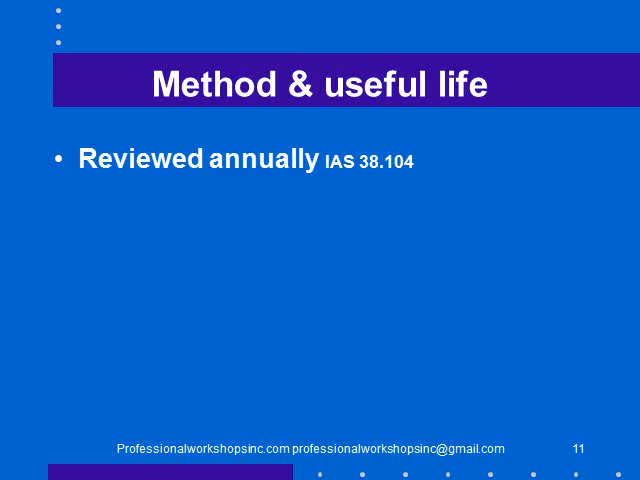 Method & useful life
• Reviewed annually IAS 38.104
Professionalworkshopsinc.com professionalworkshopsinc@gmail.com 11